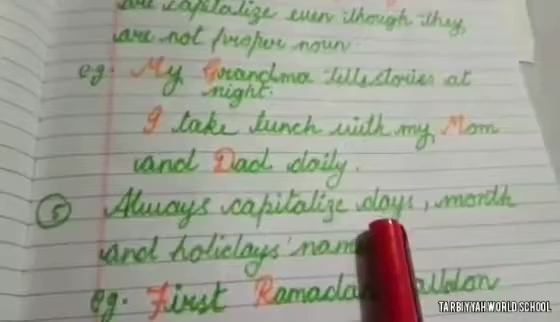 are capitalize even though they
are not proper noun.
eg. My Grandma tells stories at
night.
I take lunch with my Mom
and Dad daily.
⑤ Always capitalize days, month
and holidays' nam
eg. First Ramadan
TARBIYYAH WORLD SCHOOL